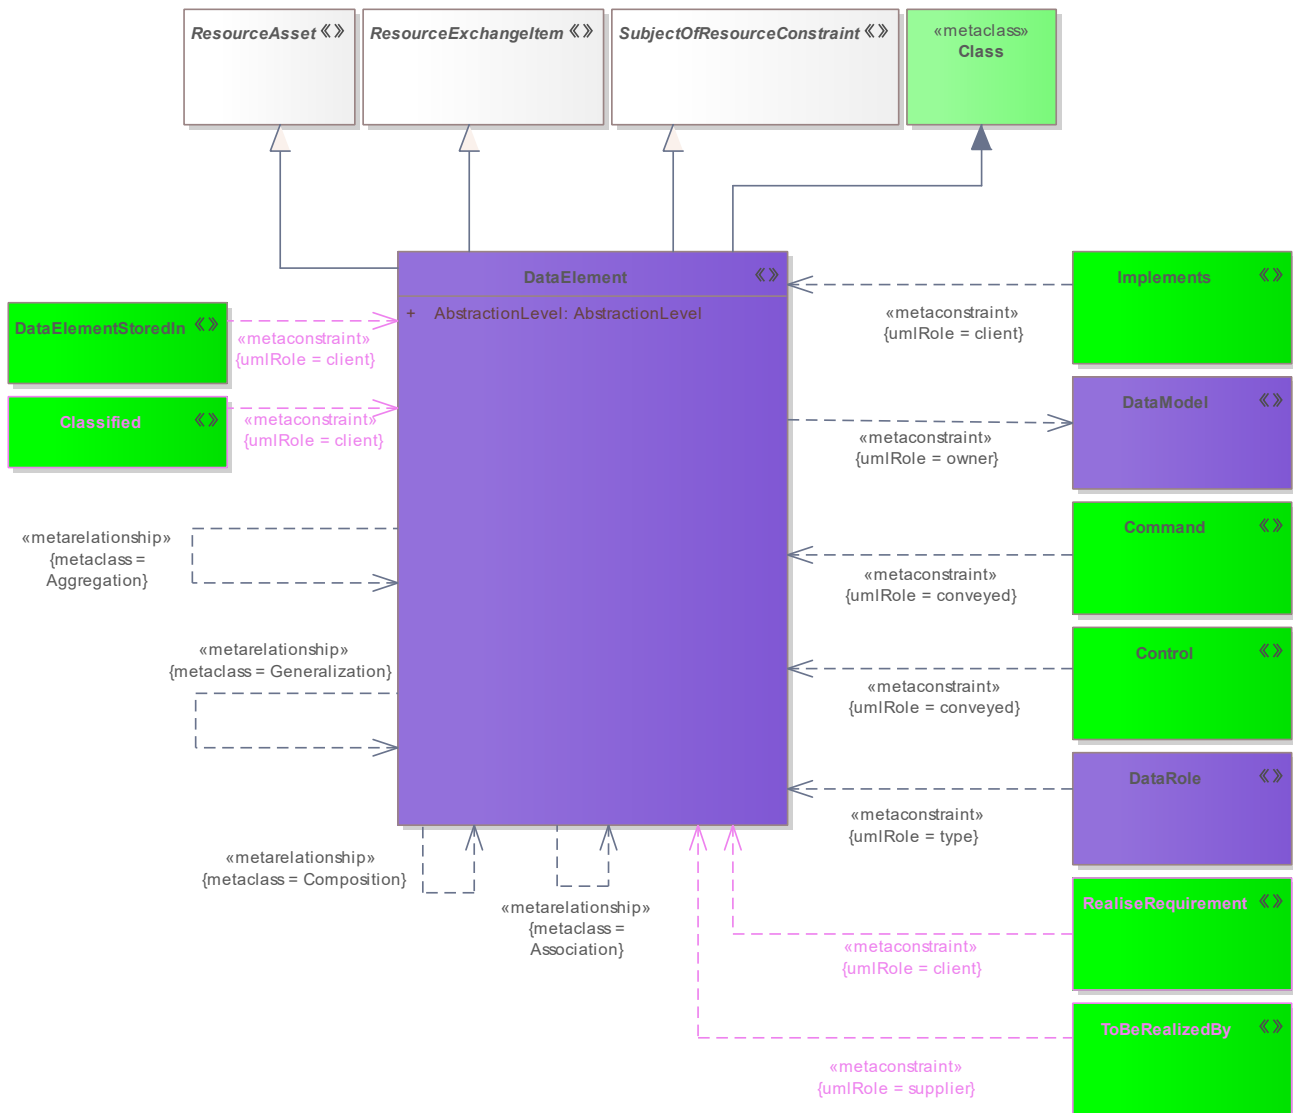 ResourceAsset «»
ResourceExchangeItem «»
SubjectOfResourceConstraint «»
«metaclass»
Class
DataElement «»
+ AbstractionLevel: AbstractionLevel
DataElementStoredIn «»
«metaconstraint»
{umlRole = client}
Classified «»
«metaconstraint»
{umlRole = client}
«metarelationship»
{metaclass =
Aggregation}
«metarelationship»
{metaclass = Generalization}
«metarelationship»
{metaclass = Composition}
«metarelationship»
{metaclass =
Association}
Implements «»
«metaconstraint»
{umlRole = client}
DataModel «»
«metaconstraint»
{umlRole = owner}
Command «»
«metaconstraint»
{umlRole = conveyed}
Control «»
«metaconstraint»
{umlRole = conveyed}
DataRole «»
«metaconstraint»
{umlRole = type}
RealiseRequirement «»
«metaconstraint»
{umlRole = client}
ToBeRealizedBy «»
«metaconstraint»
{umlRole = supplier}